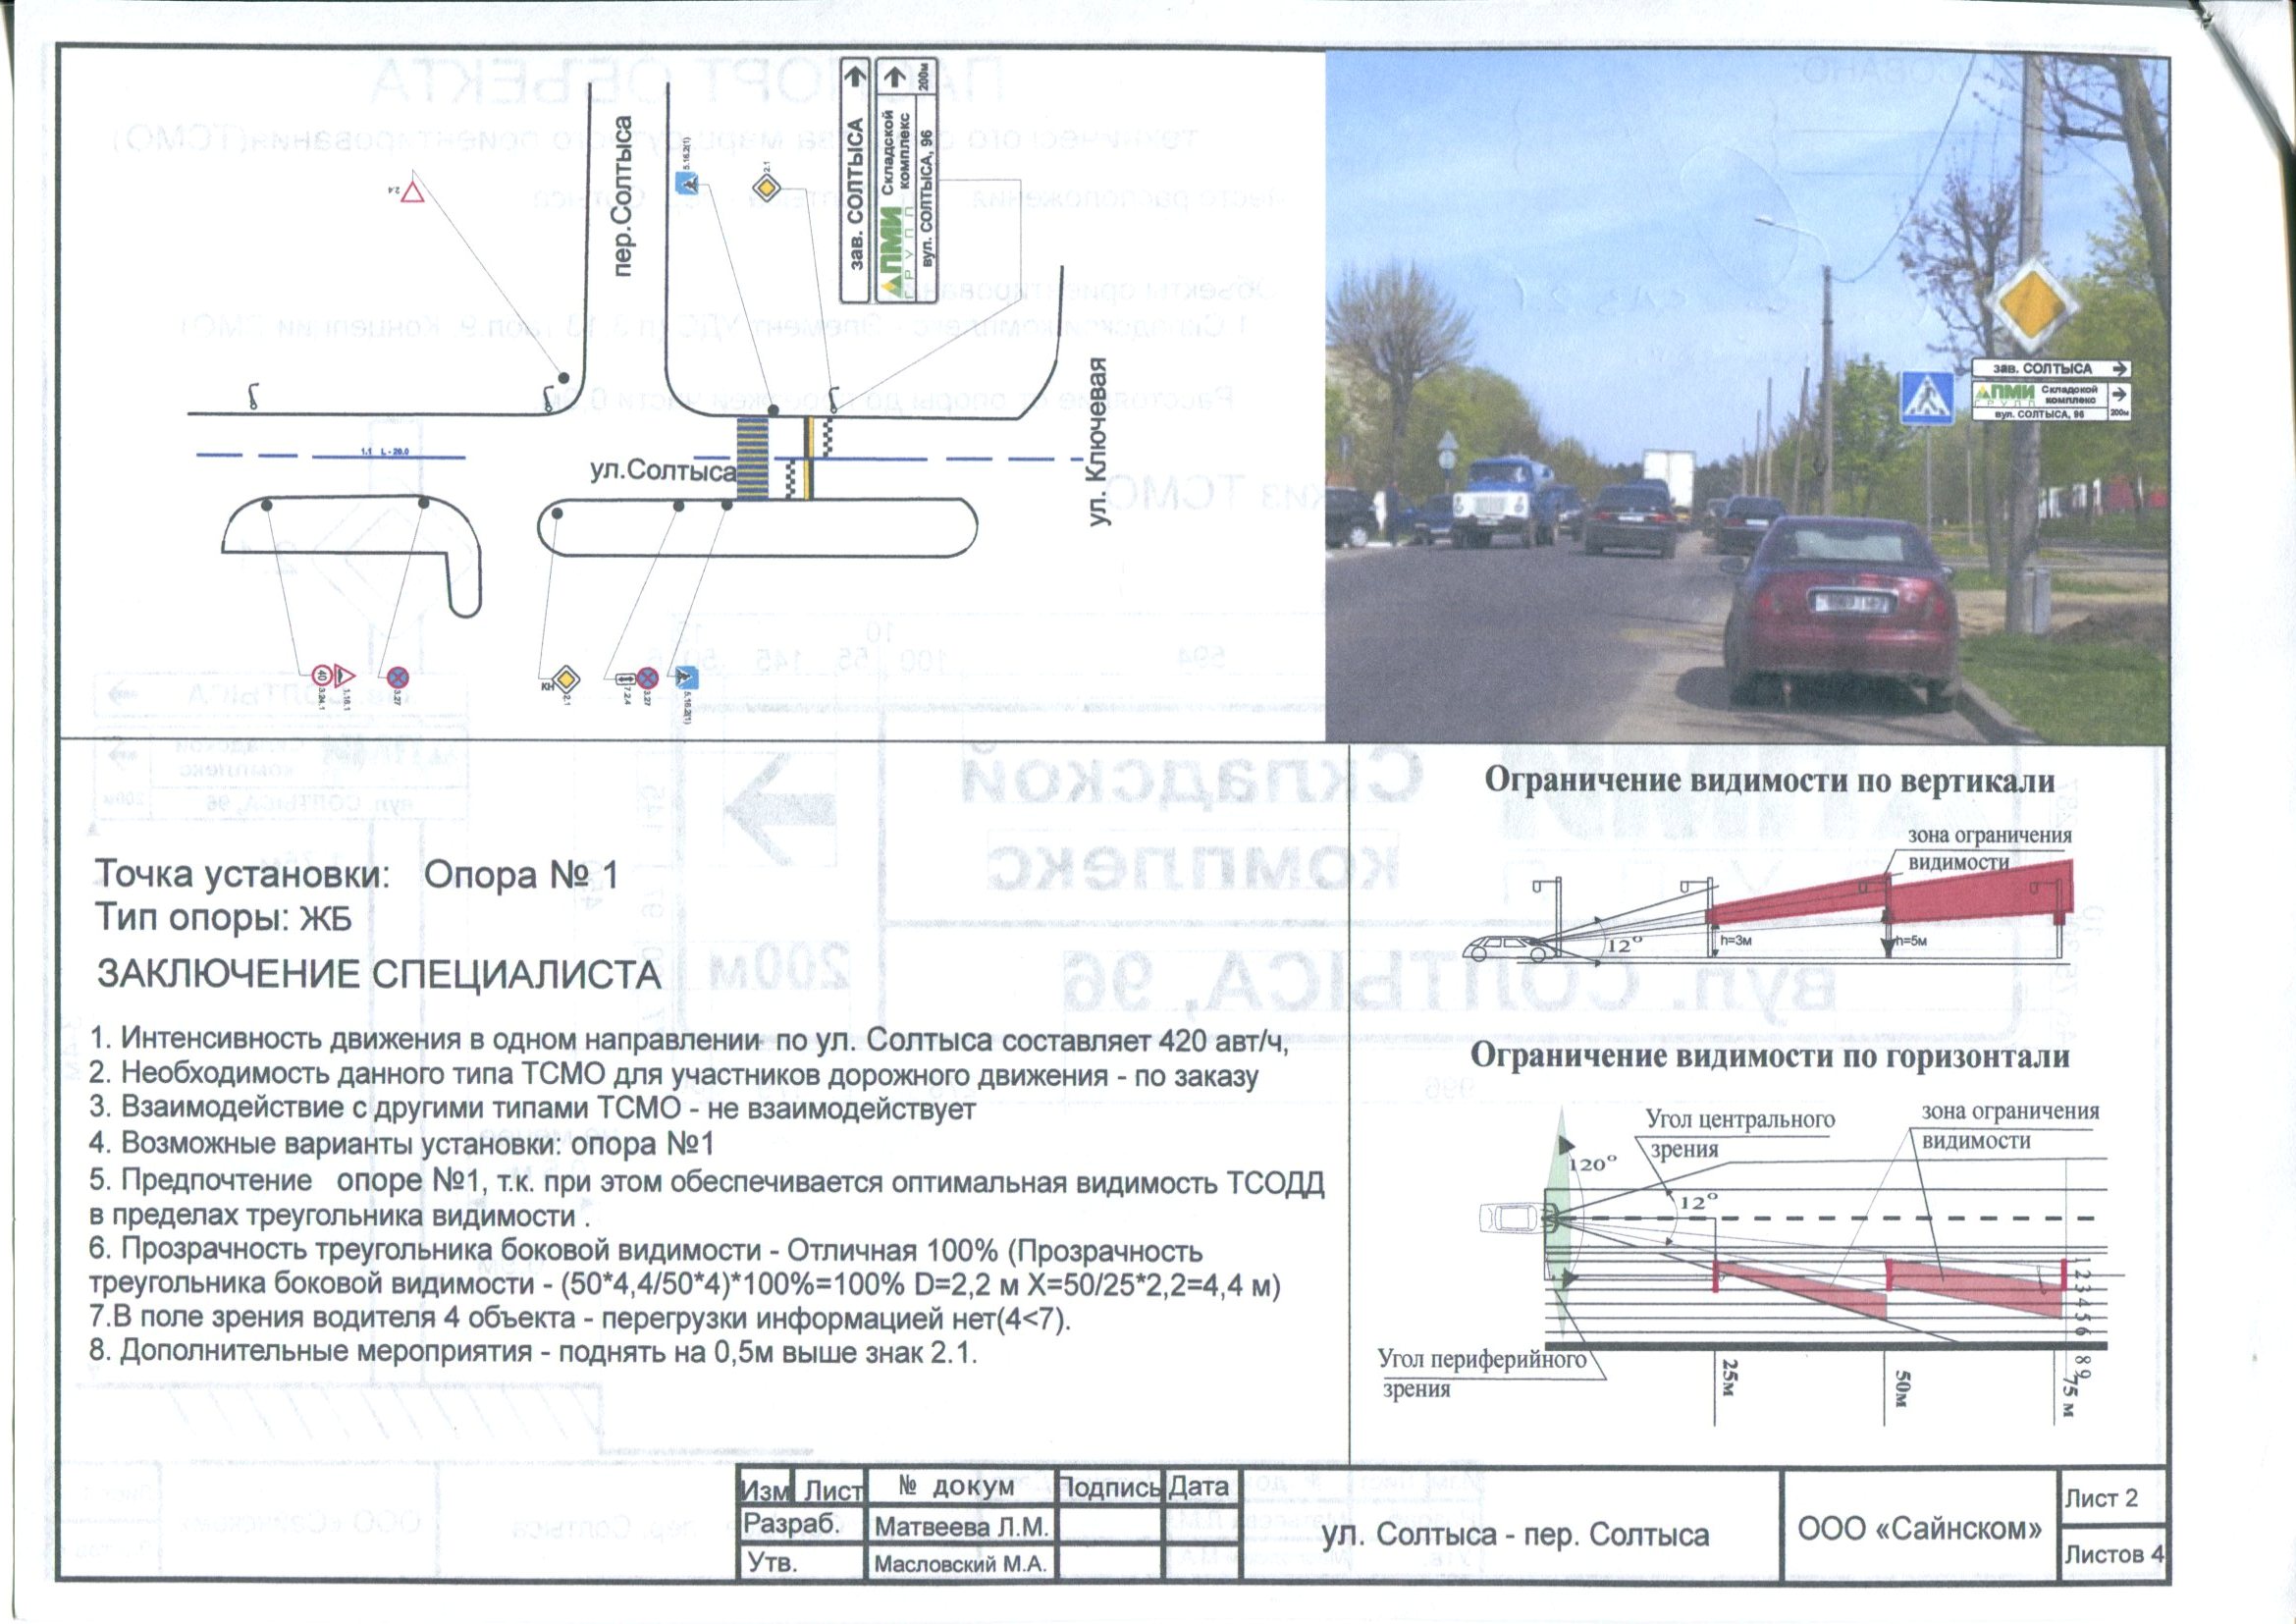 зав. СОЛТЫСА
ПМИ
ГРУПП
Складской
комплекс
вул. СОЛТЫСА, 96
200м
пер.Солтыса
2.4
5.16.2(1)
2.1
ул. Ключевая
1.1 L - 20.0
ул.Солтыса
3.24.1
1.16.1
3.27
КН
2.1
7.2.4
3.27
5.16.2(1)
зав. СОЛТЫСА
ПМИ
ГРУПП
Складской
комплекс
вул. СОЛТЫСА, 96
200м
Точка установки: Опора № 1
Тип опоры: ЖБ
ЗАКЛЮЧЕНИЕ СПЕЦИАЛИСТА
1. Интенсивность движения в одном направлении по ул. Солтыса составляет 420 авт/ч,
2. Необходимость данного типа ТСМО для участников дорожного движения - по заказу
3. Взаимодействие с другими типами ТСМО - не взаимодействует
4. Возможные варианты установки: опора №1
5. Предпочтение опоре №1, т.к. при этом обеспечивается оптимальная видимость ТСОДД
в пределах треугольника видимости .
6. Прозрачность треугольника боковой видимости - Отличная 100% (Прозрачность
треугольника боковой видимости - (50*4,4/50*4)*100%=100% D=2,2 м X=50/25*2,2=4,4 м)
7.В поле зрения водителя 4 объекта - перегрузки информацией нет(4<7).
8. Дополнительные мероприятия - поднять на 0,5м выше знак 2.1.
Ограничение видимости по вертикали
зона ограничения
видимости
12°
h=3м
h=5м
Ограничение видимости по горизонтали
Угол центрального
зрения
зона ограничения
видимости
120°
12°
Угол периферийного
зрения
25м
50м
75 м
1 2 3 4 5 6 8 9
Изм Лист № докум Подпись Дата
Разраб. Матвеева Л.М.
Утв. Масловский М.А.
ул. Солтыса - пер. Солтыса
ООО «Сайнском»
Лист 2
Листов 4